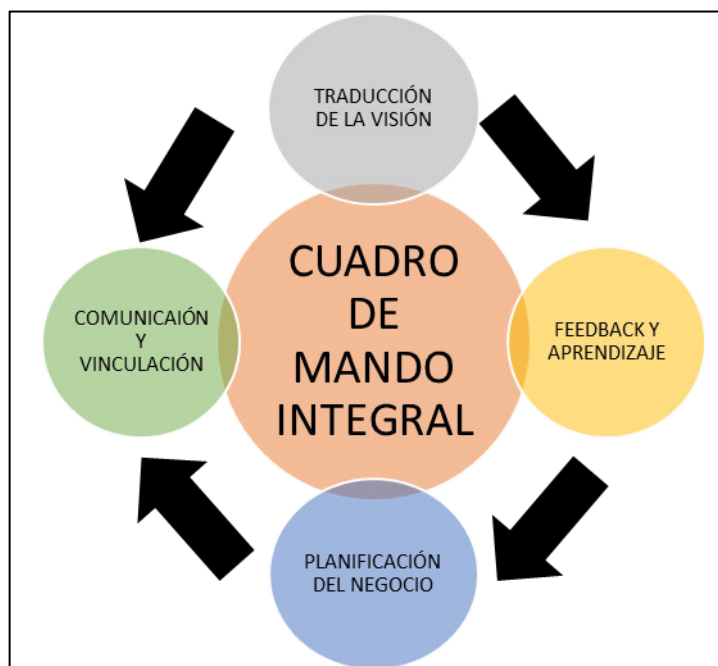 TRADUCCIÓN
DE LA VISIÓN
CUADRO
DE
MANDO
INTEGRAL
COMUNICAIÓN
Y
VINCULACIÓN
FEEDBACK Y
APRENDIZAJE
PLANIFICACIÓN
DEL NEGOCIO